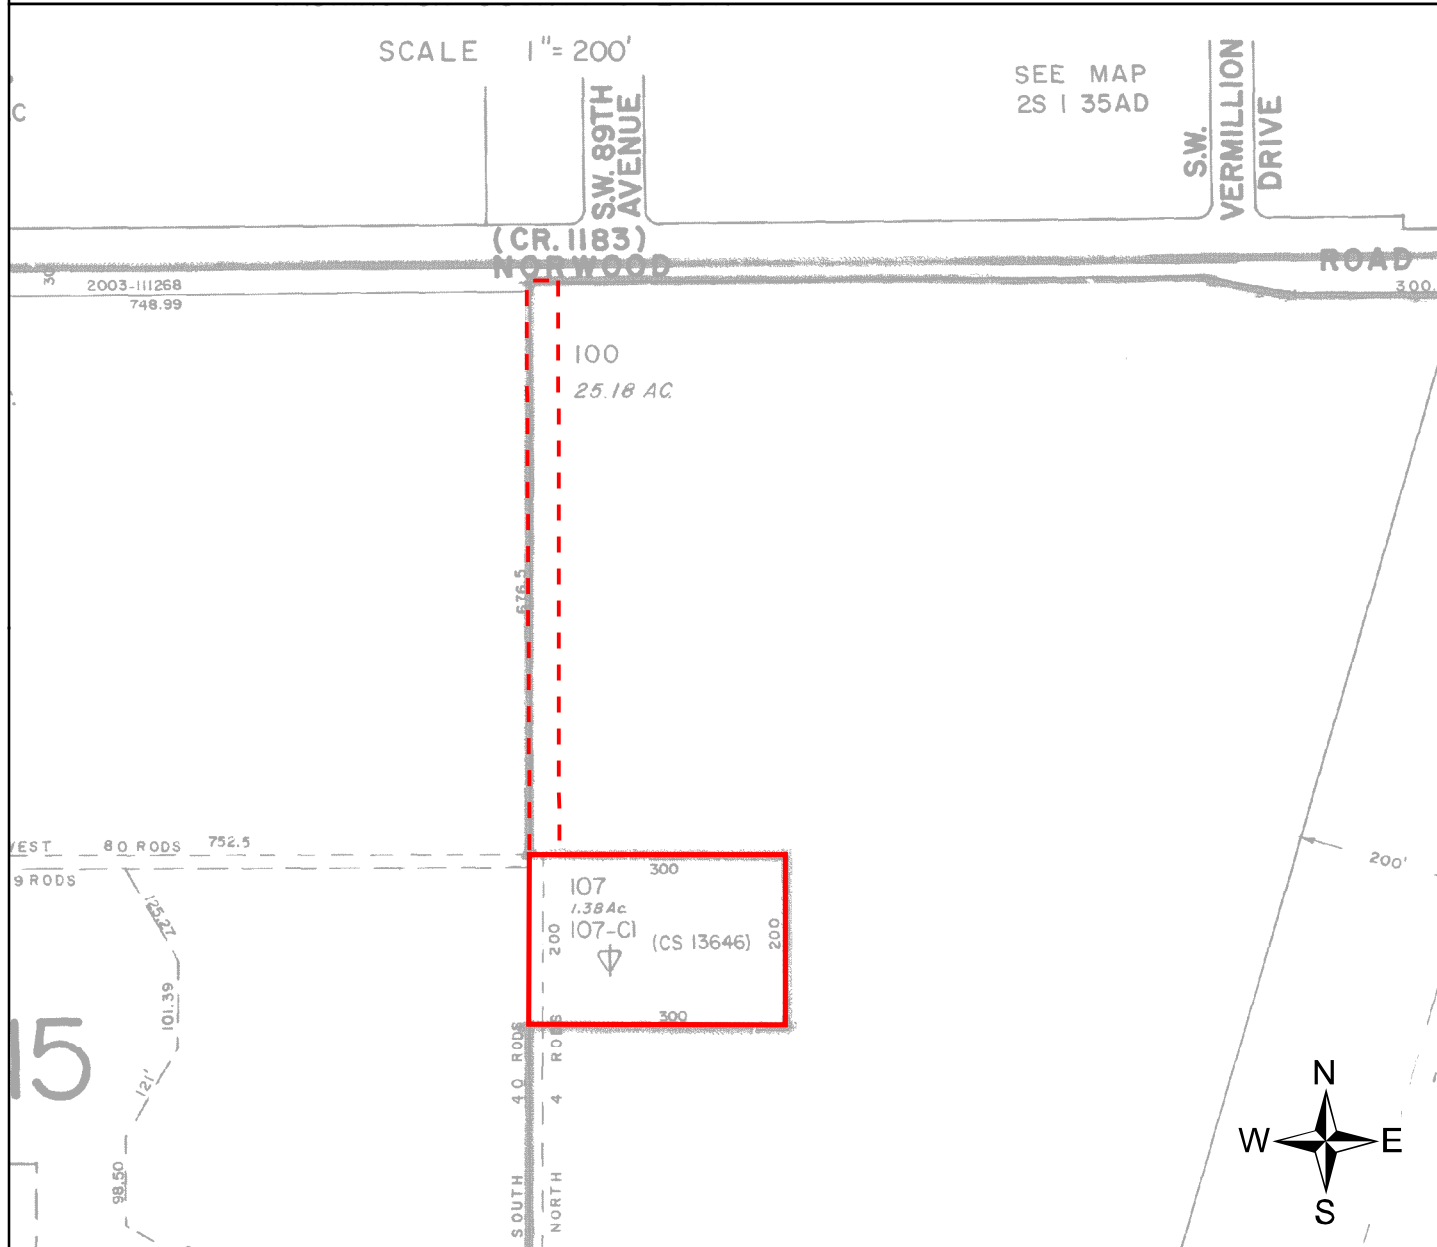 SCALE 1"= 200'
SEE MAP
2S 1 35AD
C
S.W. 89TH
AVENUE
S.W.
VERMILLION
DRIVE
(CR. 1183)
NORWOOD
ROAD
30
2003-111268
748.99
300.
100
25.18 AC.
676.5
EST 80 RODS 752.5
9 RODS
200'
300
107
1.38 Ac.
107-C1
(CS 13646)
200
200
300
125.27
101.39
121'
98.50
15
SOUTH 40 RODS
NORTH 4 RODS
N
W E
S